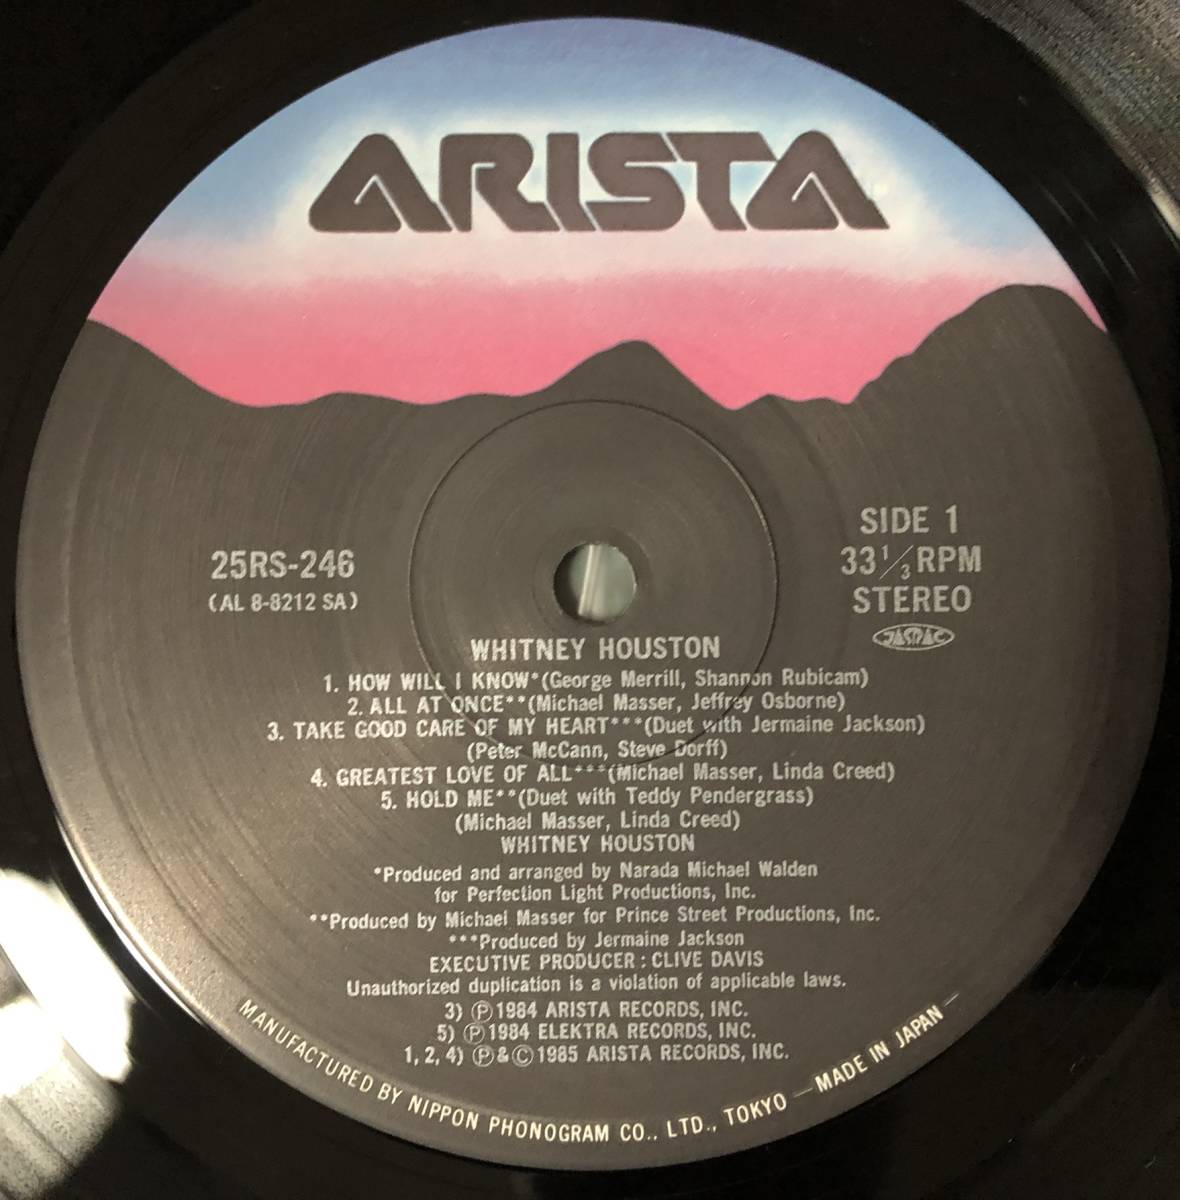 ARISTA
SIDE 1
33 1/3 RPM
STEREO
JASRAC
25RS-246
(AL 8-8212 SA)
WHITNEY HOUSTON
1. HOW WILL I KNOW*(George Merrill, Shannon Rubicam)
2. ALL AT ONCE**(Michael Masser, Jeffrey Osborne)
3. TAKE GOOD CARE OF MY HEART***(Duet with Jermaine Jackson)
(Peter McCann, Steve Dorff)
4. GREATEST LOVE OF ALL***(Michael Masser, Linda Creed)
5. HOLD ME**(Duet with Teddy Pendergrass)
(Michael Masser, Linda Creed)
WHITNEY HOUSTON
*Produced and arranged by Narada Michael Walden
for Perfection Light Productions, Inc.
**Produced by Michael Masser for Prince Street Productions, Inc.
***Produced by Jermaine Jackson
EXECUTIVE PRODUCER : CLIVE DAVIS
Unauthorized duplication is a violation of applicable laws.
3) Ⓟ1984 ARISTA RECORDS, INC.
5) Ⓟ1984 ELEKTRA RECORDS, INC.
1, 2, 4) Ⓟ&Ⓒ1985 ARISTA RECORDS, INC.
MANUFACTURED BY NIPPON PHONOGRAM CO., LTD., TOKYO — MADE IN JAPAN —